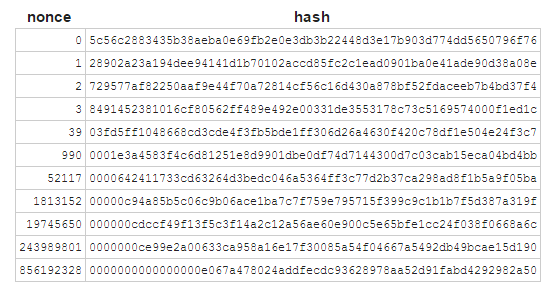 nonce hash
0 5c56c2883435b38aeba0e69fb2e0e3db3b22448d3e17b903d774dd5650796f76
1 28902a23a194dee94141d1b70102accd85fc2c1ead0901ba0e41ade90d38a08e
2 729577af82250aaf9e44f70a72814cf56c16d430a878bf52fdaceeb7b4bd37f4
3 8491452381016cf80562ff489e492e00331de3553178c73c5169574000f1ed1c
39 03fd5ff1048668cd3cde4f3fb5bde1ff306d26a4630f420c78df1e504e24f3c7
990 0001e3a4583f4c6d81251e8d9901dbe0df74d7144300d7c03cab15eca04bd4bb
52117 0000642411733cd63264d3bedc046a5364ff3c77d2b37ca298ad8f1b5a9f05ba
1813152 00000c94a85b5c06c9b06ace1ba7c7f759e795715f399c9c1b1b7f5d387a319f
19745650 000000cdccf49f13f5c3f14a2c12a56ae60e900c5e65bfe1cc24f038f0668a6c
243989801 0000000ce99e2a00633ca958a16e17f30085a54f04667a5492db49bcae15d190
856192328 0000000000000000e067a478024addfecdc93628978aa52d91fabd4292982a50